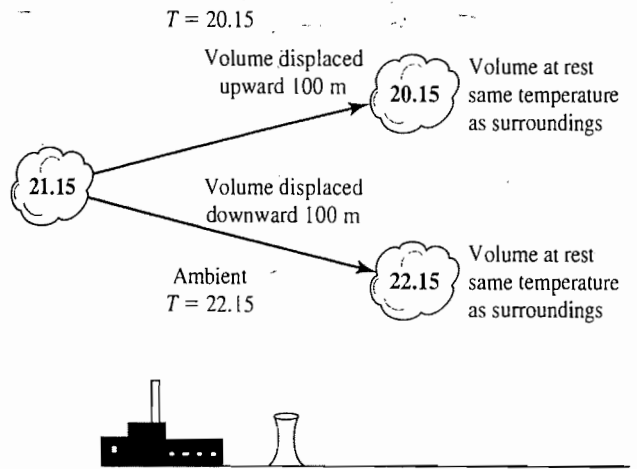 T = 20.15
Volume displaced
upward 100 m
20.15
Volume at rest
same temperature
as surroundings
21.15
Volume displaced
downward 100 m
Ambient
T = 22.15
22.15
Volume at rest
same temperature
as surroundings